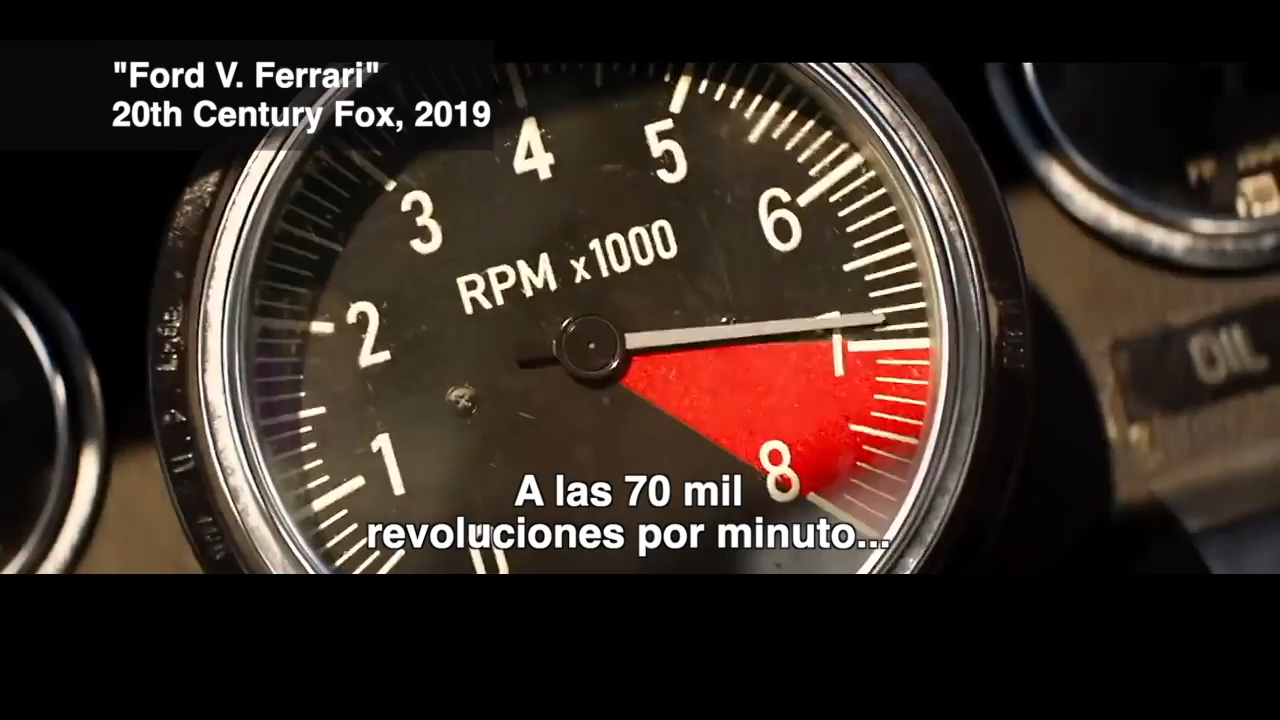 "Ford V. Ferrari"
20th Century Fox, 2019
4
5
3
6
RPM x1000
2
7
OIL
1
8
A las 70 mil
revoluciones por minuto...
0